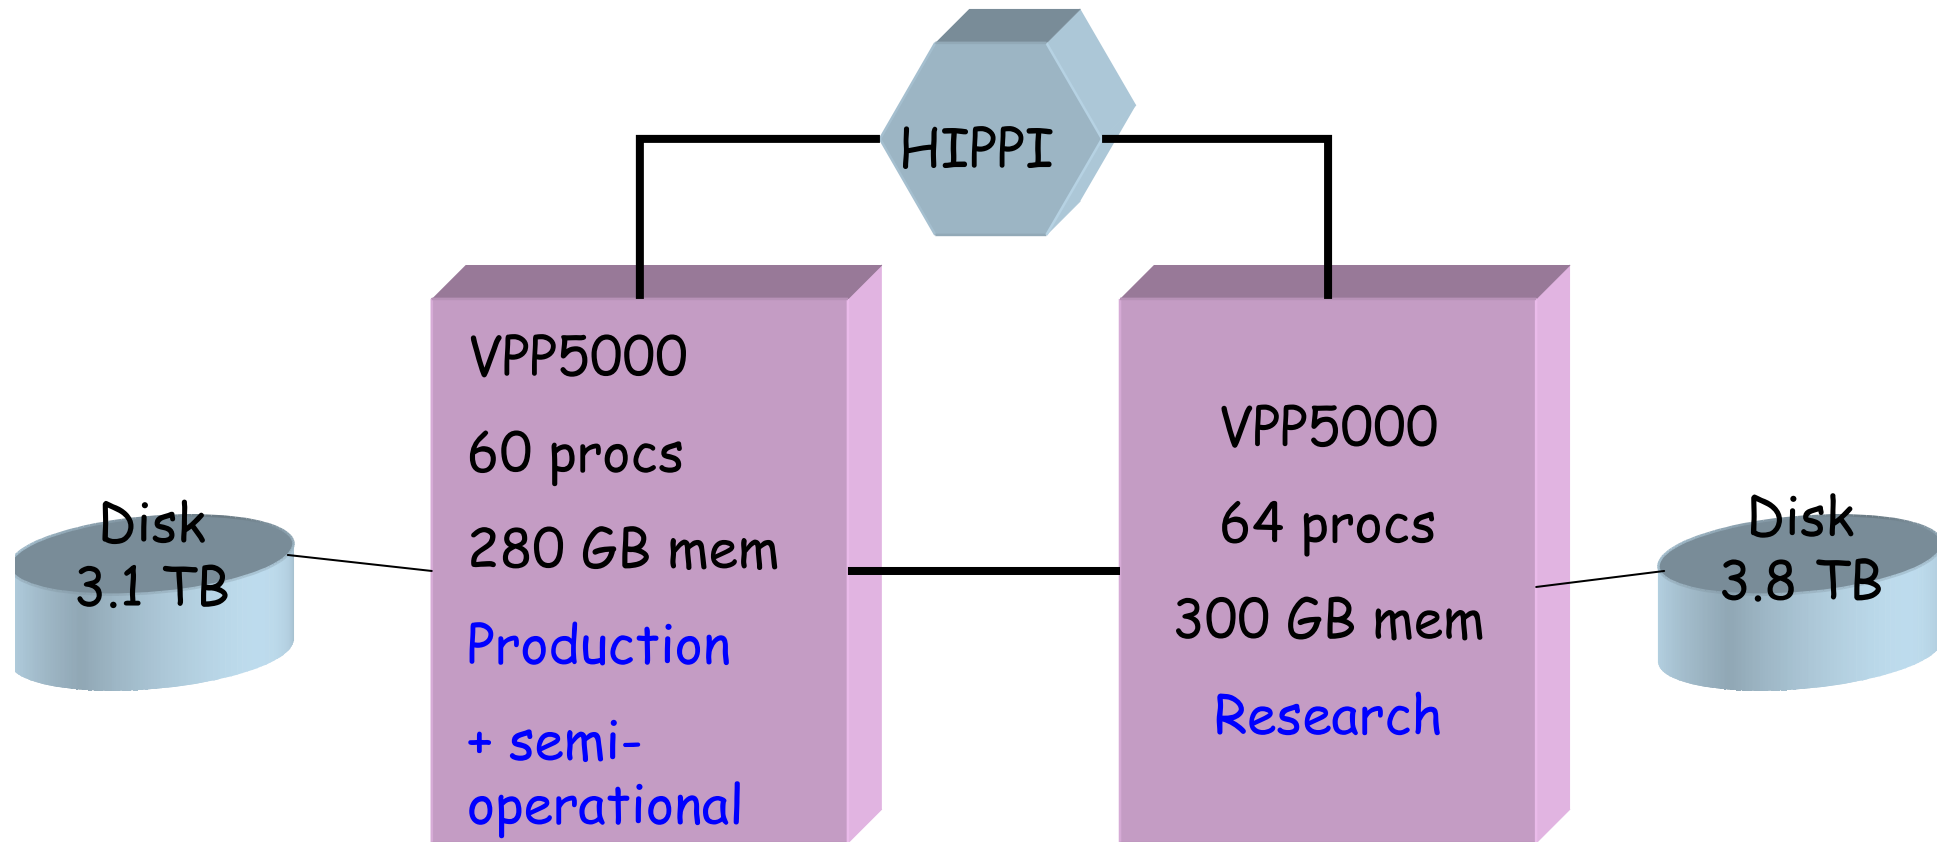 HIPPI
VPP5000
60 procs
280 GB mem
Production
+ semi-
operational
VPP5000
64 procs
300 GB mem
Research
Disk
3.1 TB
Disk
3.8 TB